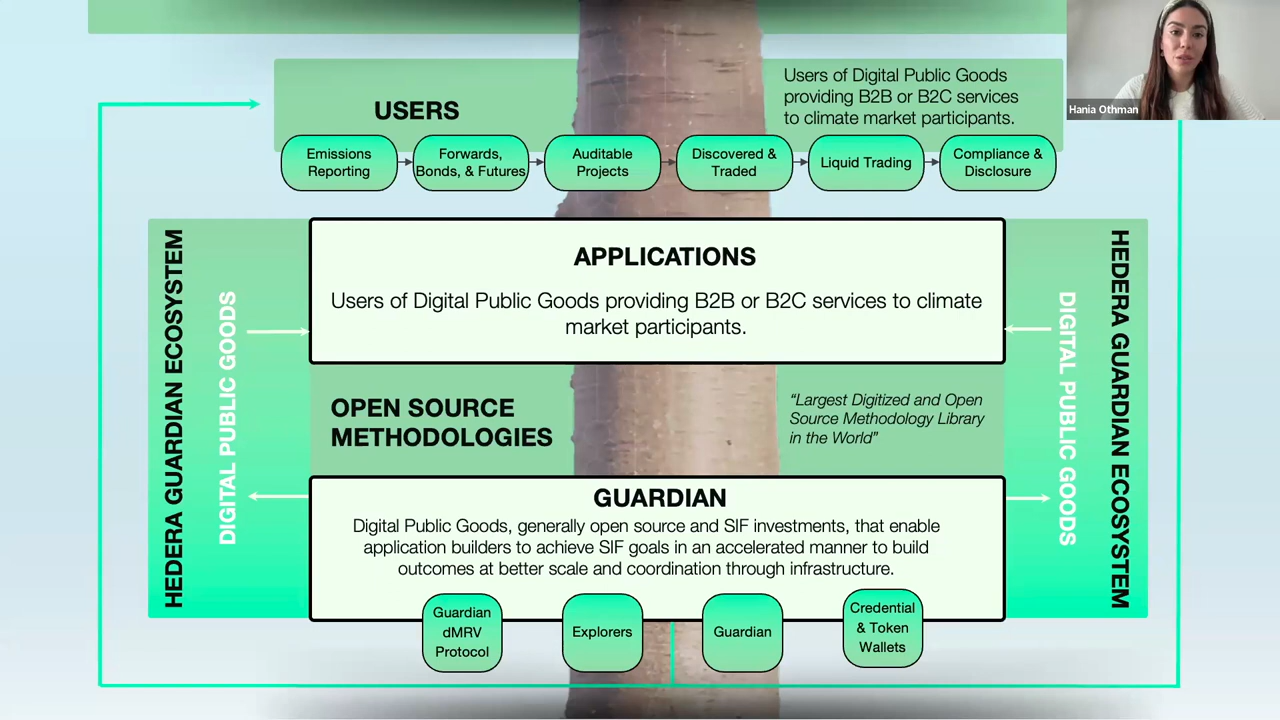 Hania Othman
USERS
Users of Digital Public Goods
providing B2B or B2C services
to climate market participants.
Emissions
Reporting
Forwards,
Bonds, & Futures
Auditable
Projects
Discovered &
Traded
Liquid Trading
Compliance &
Disclosure
HEDERA GUARDIAN ECOSYSTEM
DIGITAL PUBLIC GOODS
APPLICATIONS
Users of Digital Public Goods providing B2B or B2C services to climate
market participants.
OPEN SOURCE
METHODOLOGIES
“Largest Digitized and Open
Source Methodology Library
in the World”
GUARDIAN
Digital Public Goods, generally open source and SIF investments, that enable
application builders to achieve SIF goals in an accelerated manner to build
outcomes at better scale and coordination through infrastructure.
Guardian
dMRV
Protocol
Explorers
Guardian
Credential
& Token
Wallets
DIGITAL PUBLIC GOODS
HEDERA GUARDIAN ECOSYSTEM